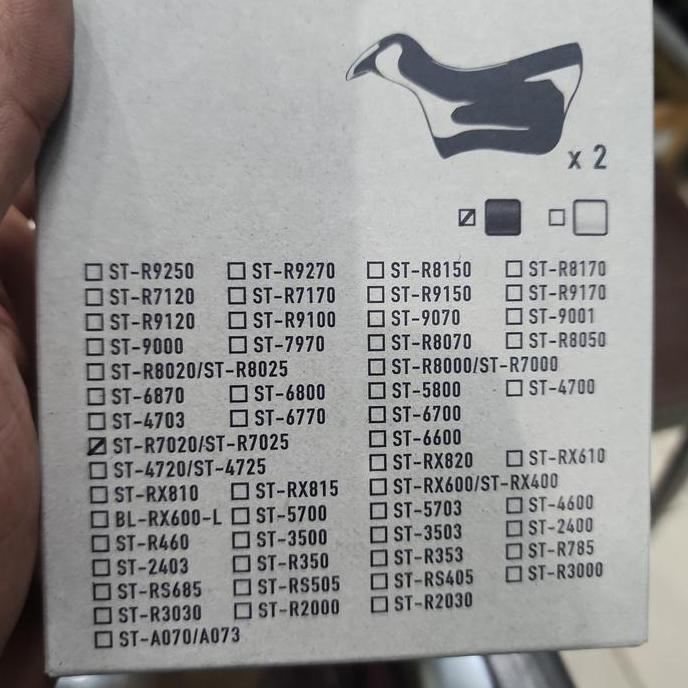 x 2
ST-R9250 ST-R9270 ST-R8150 ST-R8170
ST-R7120 ST-R7170 ST-R9150 ST-R9170
ST-R9120 ST-R9100 ST-9070 ST-9001
ST-9000 ST-7970 ST-R8070 ST-R8050
ST-R8020/ST-R8025 ST-R8000/ST-R7000
ST-6870 ST-6800 ST-5800 ST-4700
ST-4703 ST-6770 ST-6700
ST-R7020/ST-R7025 ST-6600
ST-4720/ST-4725 ST-RX820 ST-RX610
ST-RX810 ST-RX815 ST-RX600/ST-RX400
BL-RX600-L ST-5700 ST-5703 ST-4600
ST-R460 ST-3500 ST-3503 ST-2400
ST-2403 ST-R350 ST-R353 ST-R785
ST-RS685 ST-RS505 ST-RS405 ST-R3000
ST-R3030 ST-R2000 ST-R2030
ST-A070/A073